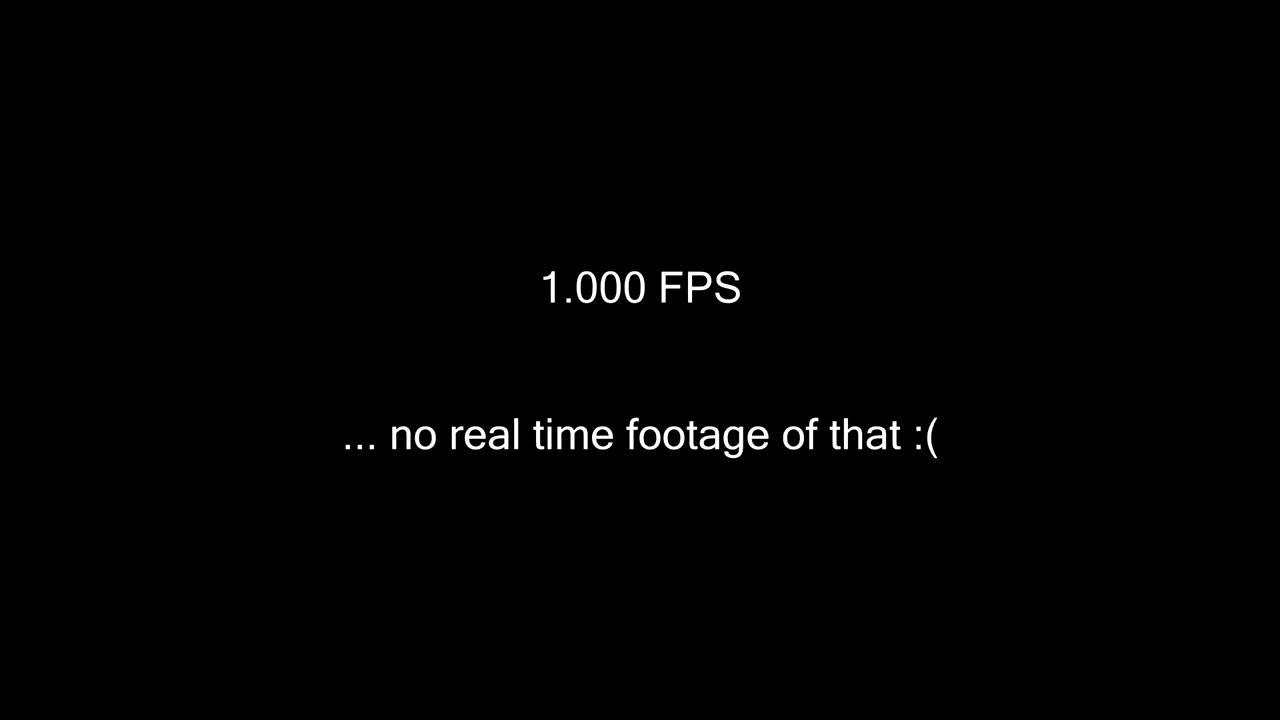 1.000 FPS
... no real time footage of that :(